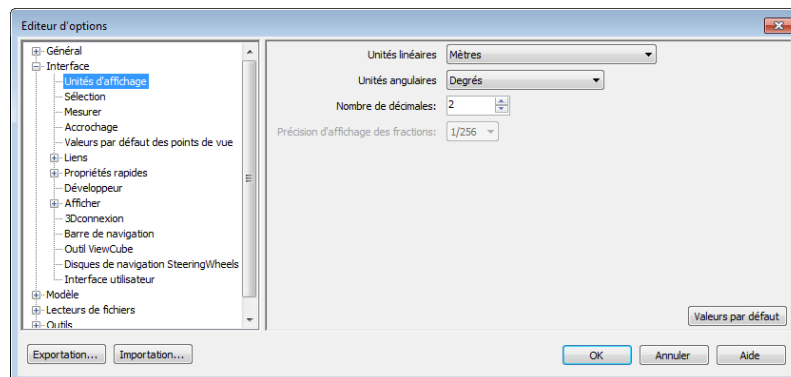 Editeur d'options
Général
Interface
Unités d'affichage
Sélection
Mesurer
Accrochage
Valeurs par défaut des points de vue
Liens
Propriétés rapides
Développeur
Afficher
3Dconnexion
Barre de navigation
Outil ViewCube
Disques de navigation SteeringWheels
Interface utilisateur
Modèle
Lecteurs de fichiers
Outils
Unités linéaires Mètres
Unités angulaires Degrés
Nombre de décimales: 2
Précision d'affichage des fractions: 1/256
Valeurs par défaut
Exportation... Importation... OK Annuler Aide